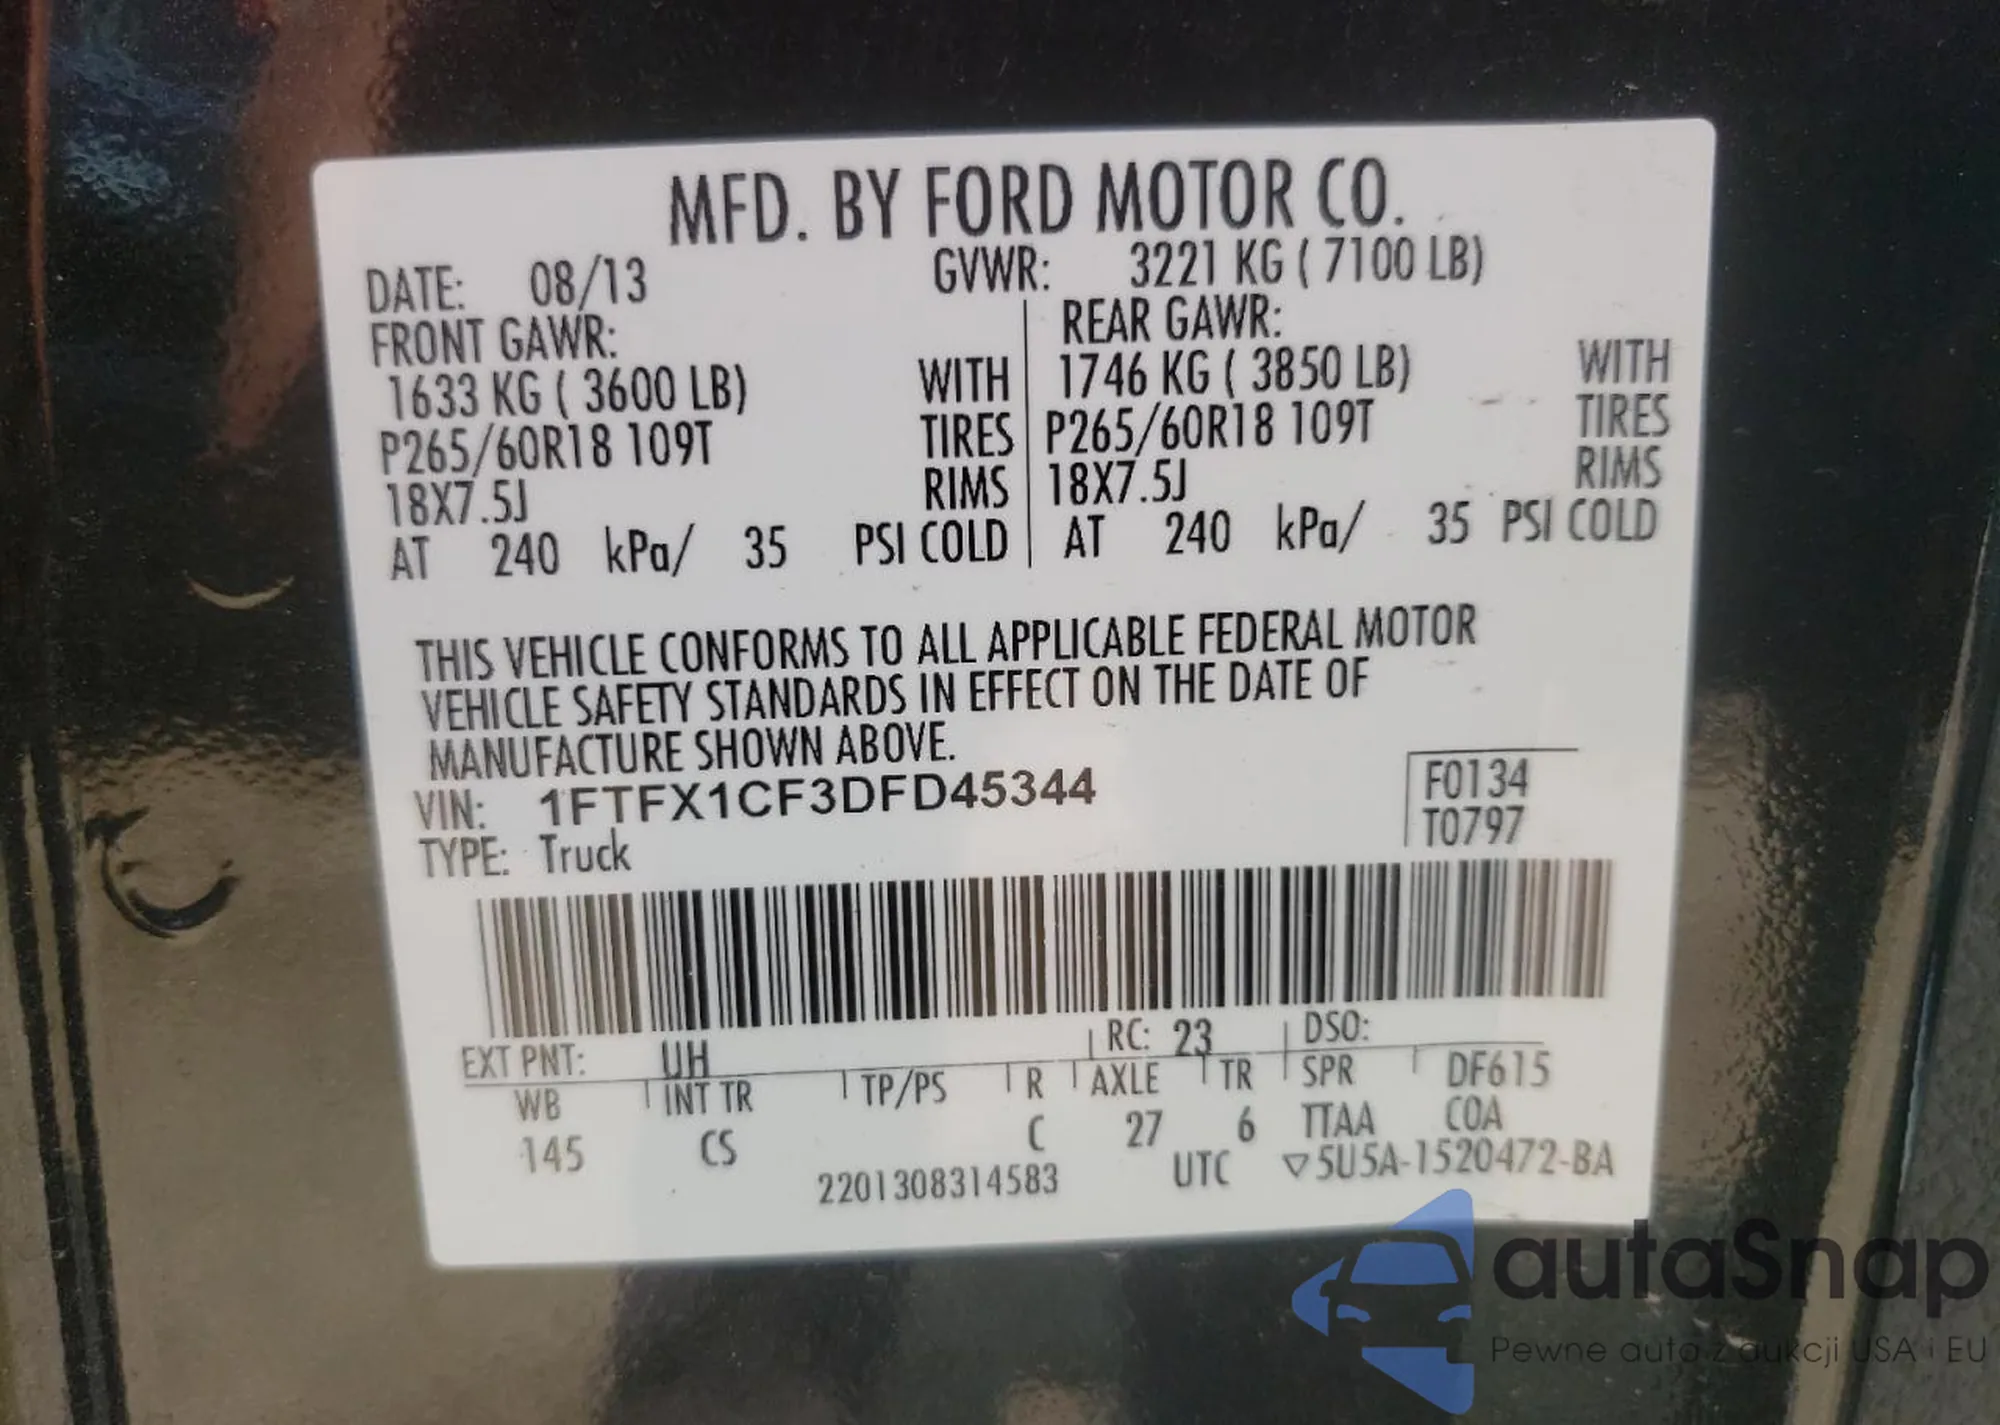 MFD. BY FORD MOTOR CO.
DATE: 08/13 GVWR: 3221 KG ( 7100 LB)
FRONT GAWR: REAR GAWR:
1633 KG ( 3600 LB) WITH 1746 KG ( 3850 LB) WITH
P265/60R18 109T TIRES P265/60R18 109T TIRES
18X7.5J RIMS 18X7.5J RIMS
AT 240 kPa/ 35 PSI COLD AT 240 kPa/ 35 PSI COLD
THIS VEHICLE CONFORMS TO ALL APPLICABLE FEDERAL MOTOR
VEHICLE SAFETY STANDARDS IN EFFECT ON THE DATE OF
MANUFACTURE SHOWN ABOVE.
VIN: 1FTFX1CF3DFD45344 F0134
TYPE: Truck T0797
EXT PNT: UH RC: 23 DSO:
WB INT TR TP/PS R AXLE TR SPR DF615
145 CS C 27 6 TTAA COA
2201308314583 UTC ▽5U5A-1520472-BA
autaSnap
Pewne auta z aukcji USA i EU